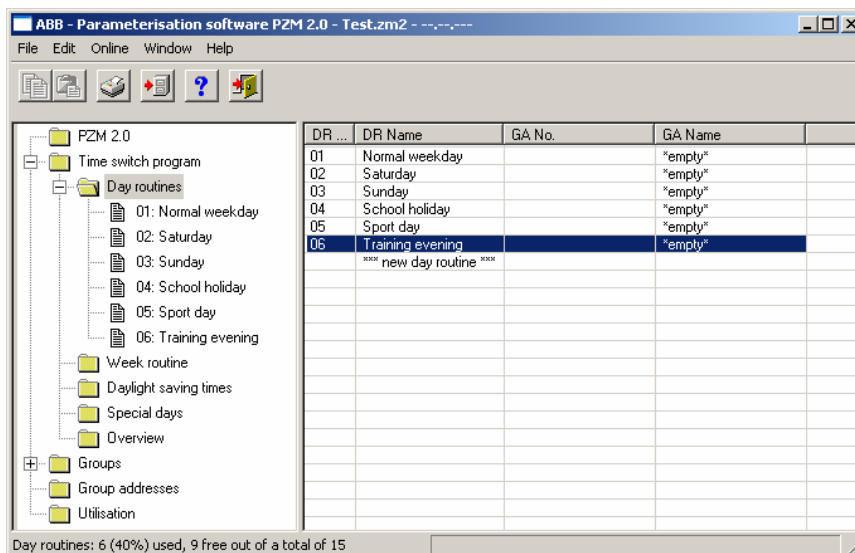 ABB - Parameterisation software PZM 2.0 - Test.zm2 - --.--.---
File Edit Online Window Help
PZM 2.0
Time switch program
Day routines
01: Normal weekday
02: Saturday
03: Sunday
04: School holiday
05: Sport day
06: Training evening
Week routine
Daylight saving times
Special days
Overview
Groups
Group addresses
Utilisation
DR ... DR Name GA No. GA Name
01 Normal weekday *empty*
02 Saturday *empty*
03 Sunday *empty*
04 School holiday *empty*
05 Sport day *empty*
06 Training evening *empty*
*** new day routine ***
Day routines: 6 (40%) used, 9 free out of a total of 15